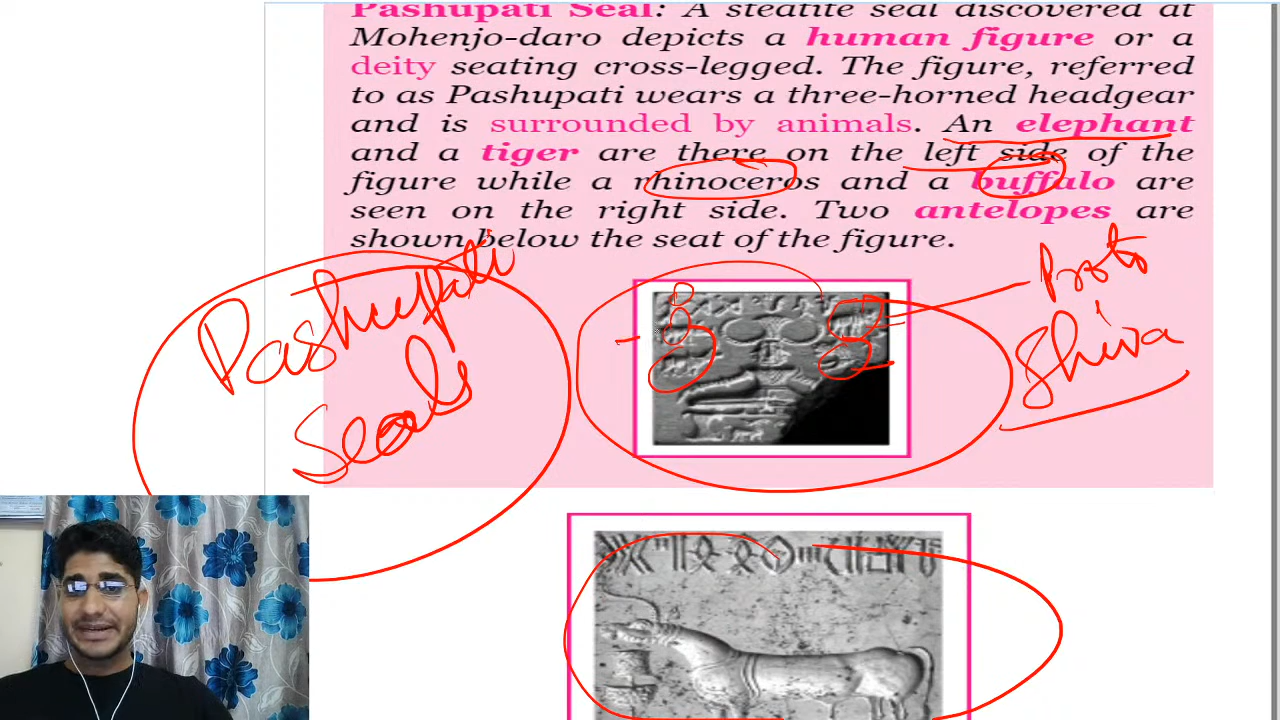 Pashupati Seal: A steatite seal discovered at
Mohenjo-daro depicts a human figure or a
deity seating cross-legged. The figure, referred
to as Pashupati wears a three-horned headgear
and is surrounded by animals. An elephant
and a tiger are there on the left side of the
figure while a rhinoceros and a buffalo are
seen on the right side. Two antelopes are
shown below the seat of the figure.
Pashupati
Seals
Proto
Shiva